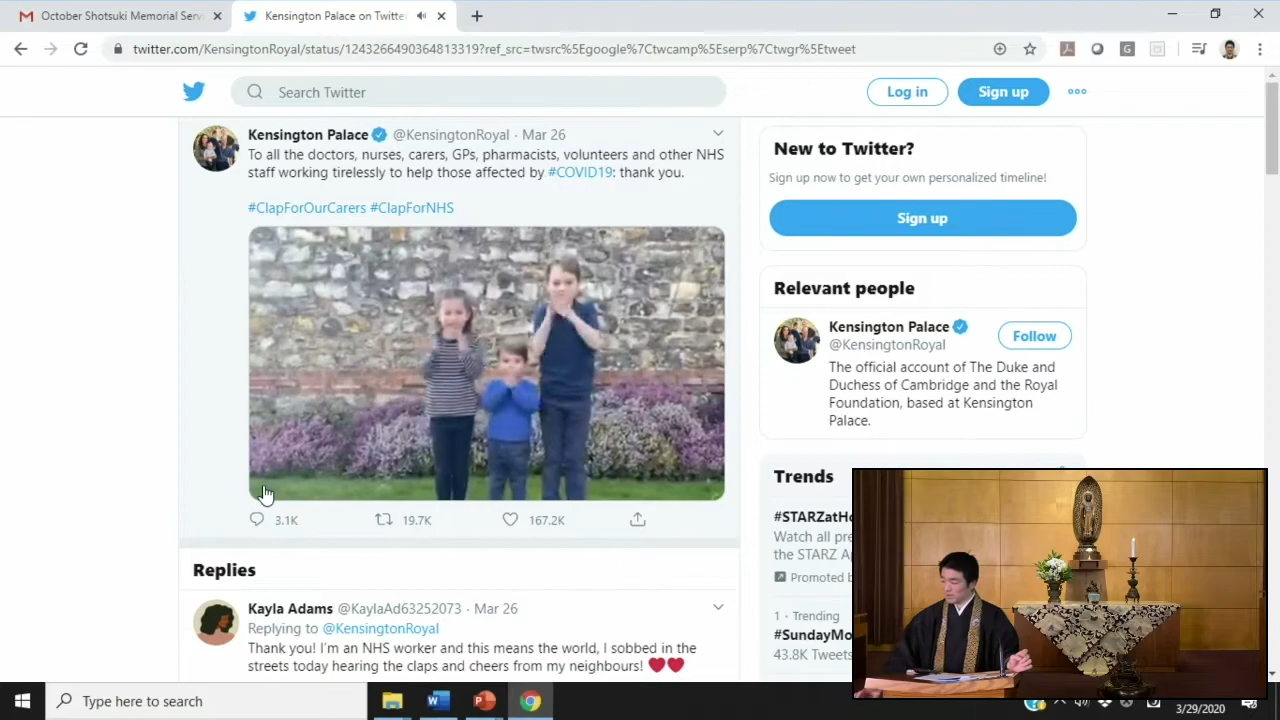 October Shotsuki Memorial Serv
Kensington Palace on Twitter
twitter.com/KensingtonRoyal/status/1243266490364813319?ref_src=twsrc%5Egoogle%7Ctwcamp%5Eserp%7Ctwgr%5Etweet
Search Twitter
Log in
Sign up
Kensington Palace @KensingtonRoyal · Mar 26
To all the doctors, nurses, carers, GPs, pharmacists, volunteers and other NHS
staff working tirelessly to help those affected by #COVID19: thank you.
#ClapForOurCarers #ClapForNHS
3.1K
19.7K
167.2K
Replies
Kayla Adams @KaylaAd63252073 · Mar 26
Replying to @KensingtonRoyal
Thank you! I'm an NHS worker and this means the world, I sobbed in the
streets today hearing the claps and cheers from my neighbours! ❤❤
New to Twitter?
Sign up now to get your own personalized timeline!
Sign up
Relevant people
Kensington Palace
@KensingtonRoyal
Follow
The official account of The Duke and
Duchess of Cambridge and the Royal
Foundation, based at Kensington
Palace.
Trends
#STARZatHo
Watch all pre
the STARZ A
Promoted b
1 · Trending
#SundayMo
43.8K Tweets
Type here to search
3/29/2020